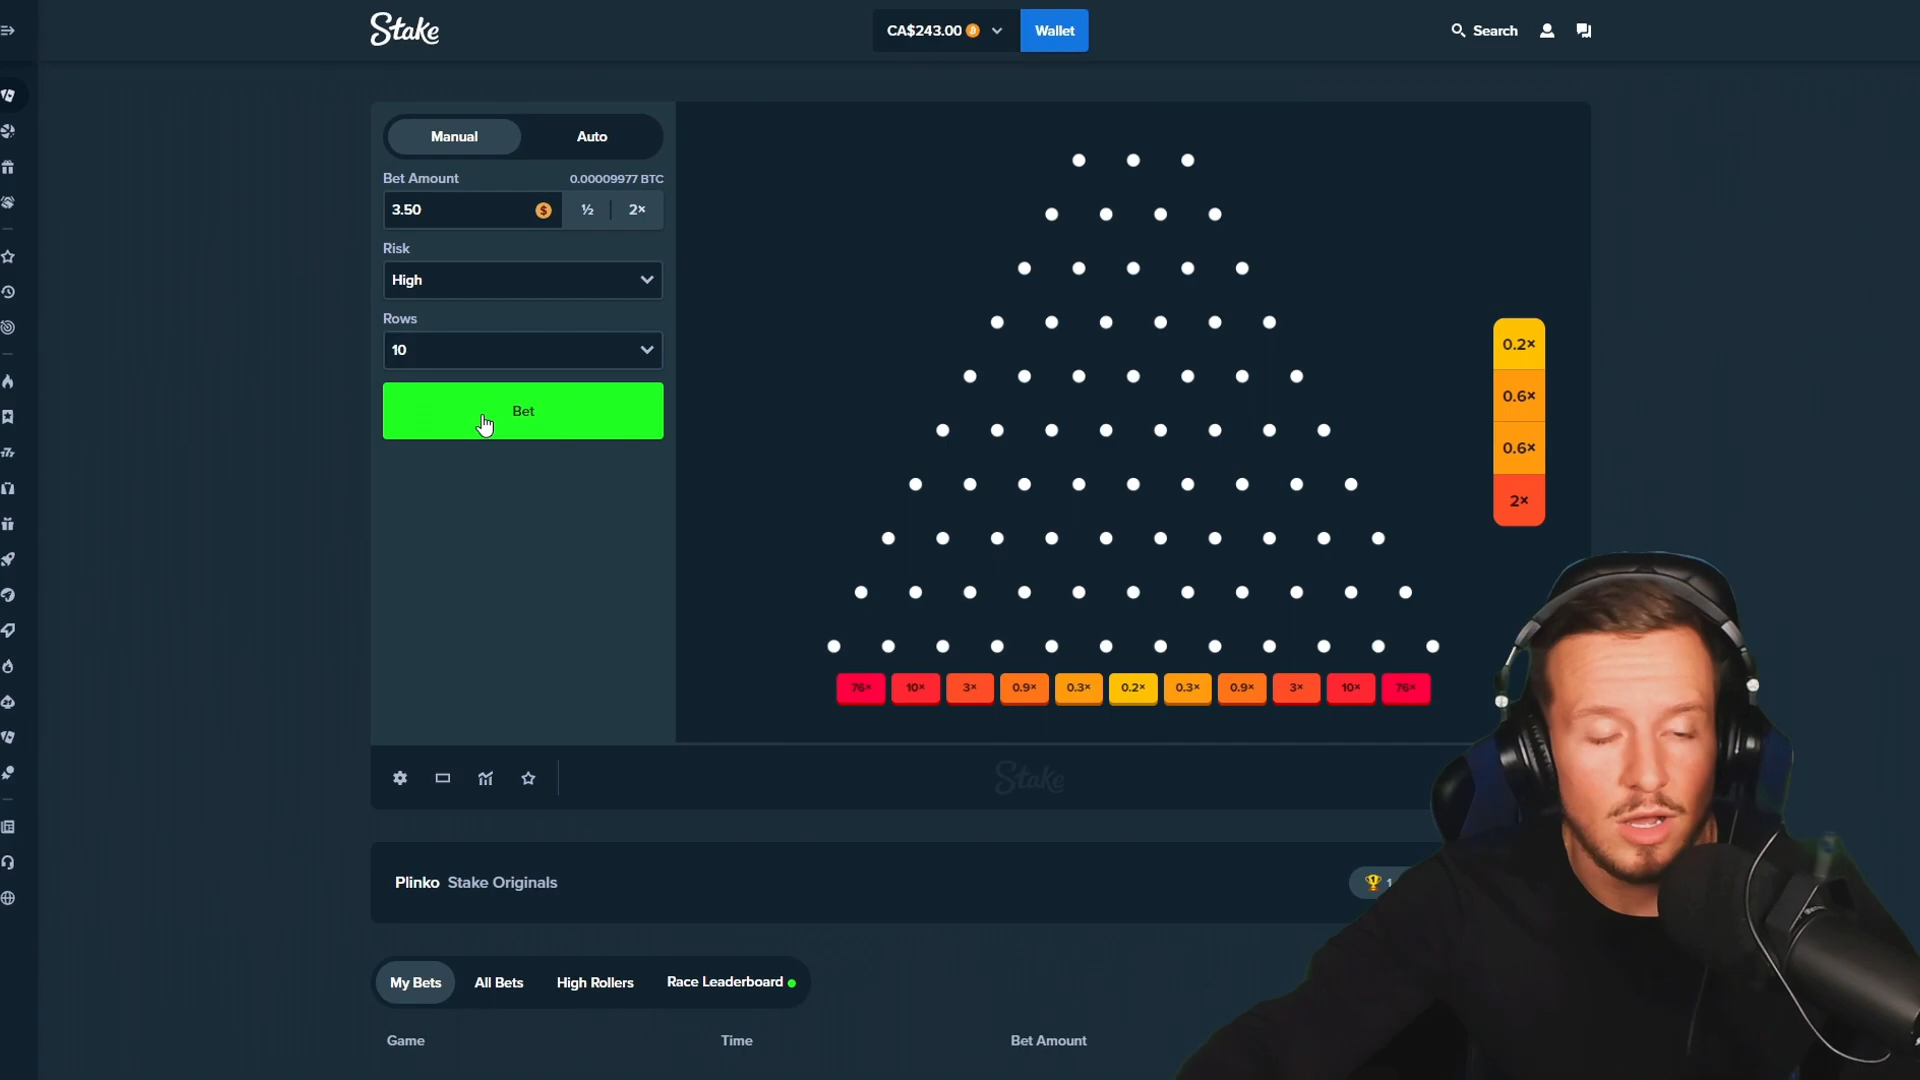 Stake
CA$243.00
Wallet
Search
Manual
Auto
Bet Amount
0.00009977 BTC
3.50
½
2×
Risk
High
Rows
10
Bet
0.2×
0.6×
0.6×
2×
76×
10×
3×
0.9×
0.3×
0.2×
0.3×
0.9×
3×
10×
76×
Stake
Plinko Stake Originals
1
My Bets
All Bets
High Rollers
Race Leaderboard
Game
Time
Bet Amount